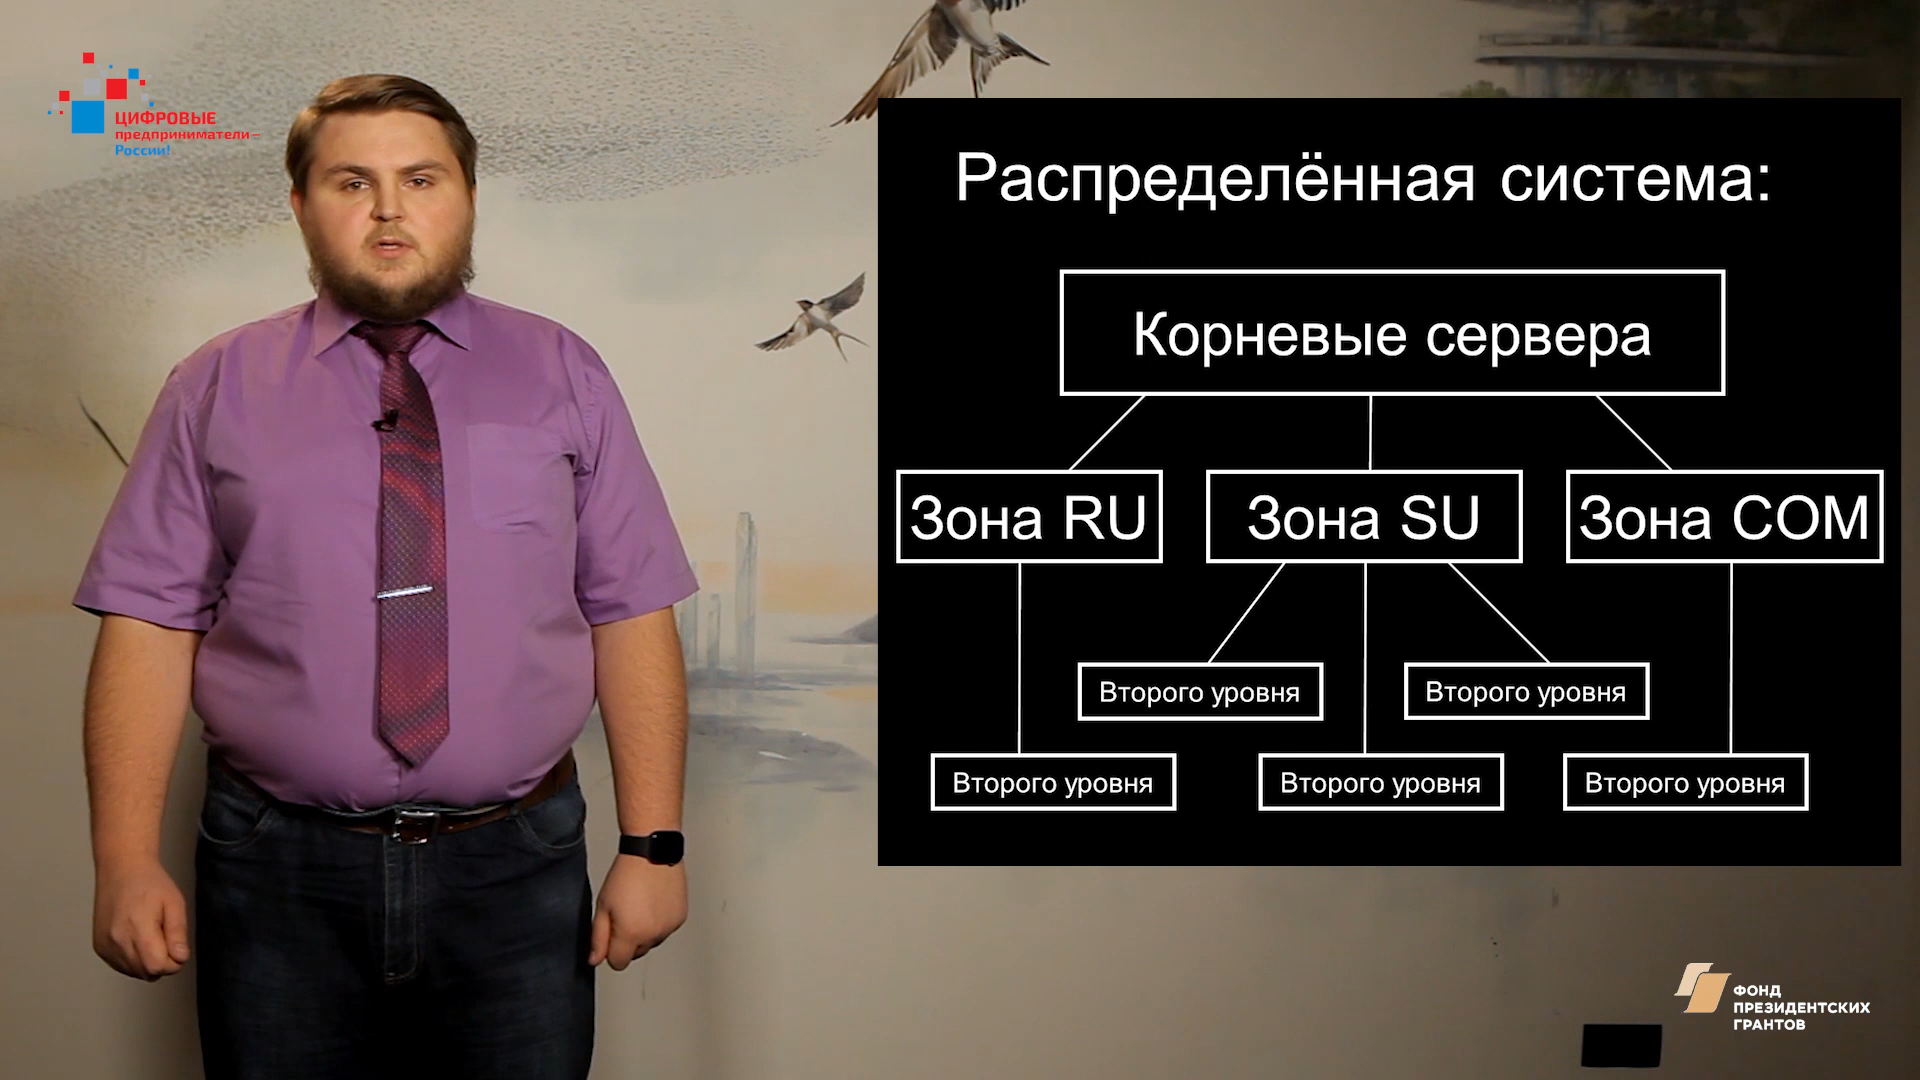 ЦИФРОВЫЕ
предприниматели–
России!
Распределённая система:
Корневые сервера
Зона RU
Зона SU
Зона COM
Второго уровня
Второго уровня
Второго уровня
Второго уровня
Второго уровня
ФОНД
ПРЕЗИДЕНТСКИХ
ГРАНТОВ